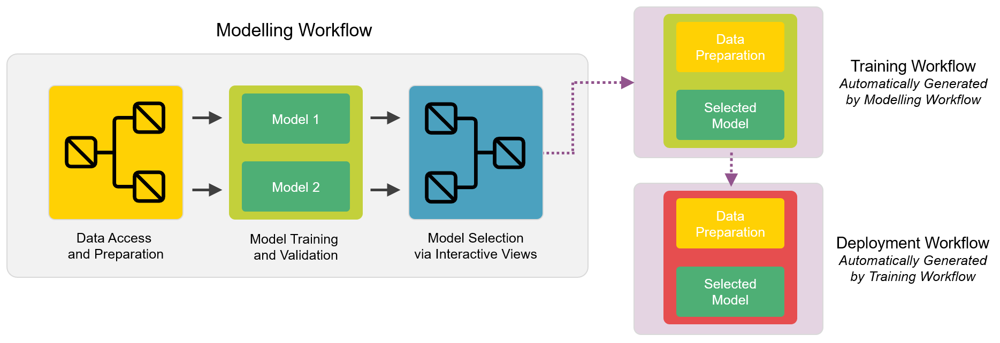 Modelling Workflow
Model 1
Model 2
Data Access
and Preparation
Model Training
and Validation
Model Selection
via Interactive Views
Data
Preparation
Selected
Model
Training Workflow
Automatically Generated
by Modelling Workflow
Data
Preparation
Selected
Model
Deployment Workflow
Automatically Generated
by Training Workflow